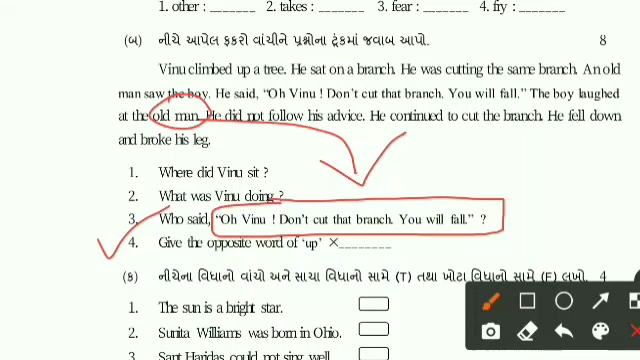 1. other : ______ 2. takes : ______ 3. fear : ______ 4. fiy : ______
(બ) નીચે આપેલ ફકરો વાંચીને પ્રશ્નોના ટૂંકમાં જવાબ આપો. 8
Vinu climbed up a tree. He sat on a branch. He was cutting the same branch. An old
man saw the boy. He said, “Oh Vinu ! Don't cut that branch. You will fall.” The boy laughed
at the old man. He did not follow his advice. He continued to cut the branch. He fell down
and broke his leg.
1. Where did Vinu sit ?
2. What was Vinu doing ?
3. Who said, “Oh Vinu ! Don't cut that branch. You will fall.” ?
4. Give the opposite word of 'up' ×________
(ક) નીચેના વિધાનો વાંચો અને સાચા વિધાનો સામે (T) તથા ખોટા વિધાનો સામે (F) લખો. 4
1. The sun is a bright star.
2. Sunita Williams was born in Ohio.
3. Sant Haridas could not sing well